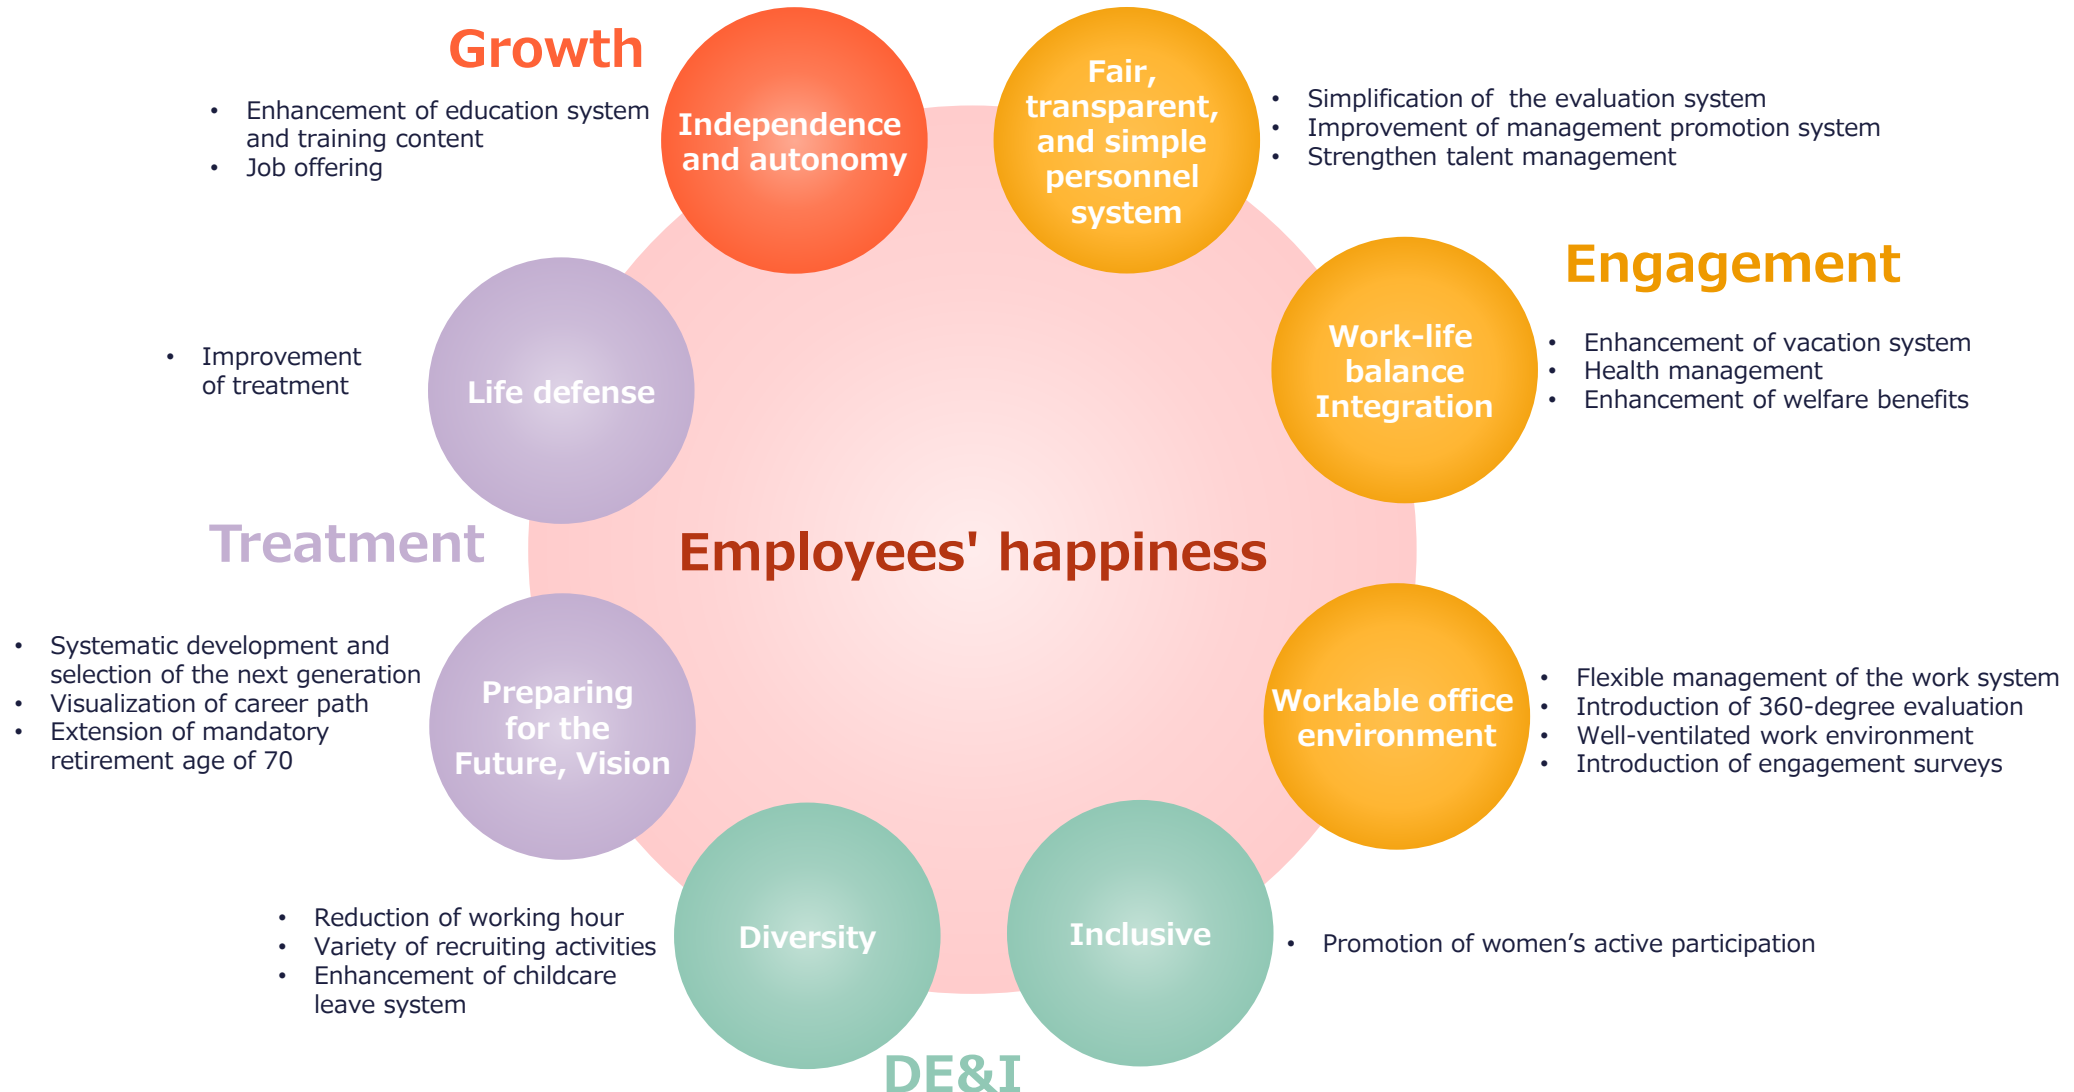 Growth
• Enhancement of education system
and training content
• Job offering
Independence
and autonomy
Fair,
transparent,
and simple
personnel
system
• Simplification of  the evaluation system
• Improvement of management promotion system
• Strengthen talent management
Engagement
Work-life
balance
Integration
• Enhancement of vacation system
• Health management
• Enhancement of welfare benefits
• Improvement
of treatment
Life defense
Treatment
Employees' happiness
• Systematic development and
selection of the next generation
• Visualization of career path
• Extension of mandatory
retirement age of 70
Preparing
for the
Future, Vision
Workable office
environment
• Flexible management of the work system
• Introduction of 360-degree evaluation
• Well-ventilated work environment
• Introduction of engagement surveys
• Reduction of working hour
• Variety of recruiting activities
• Enhancement of childcare
leave system
Diversity
Inclusive
• Promotion of women’s active participation
DE&I